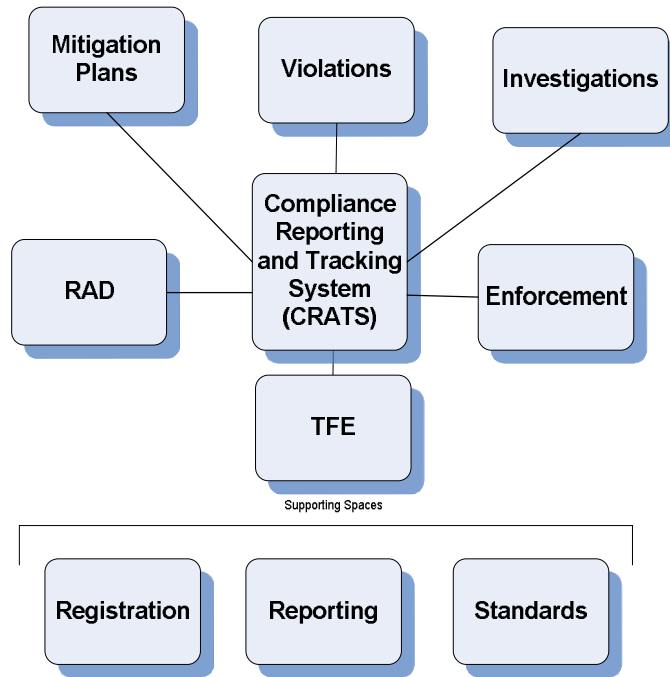 Mitigation
Plans
Violations
Investigations
Compliance
Reporting
and Tracking
System
(CRATS)
RAD
Enforcement
TFE
Supporting Spaces
Registration
Reporting
Standards